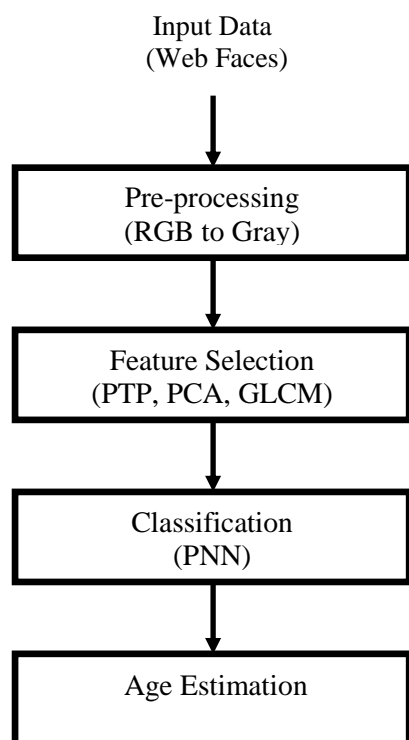 Input Data
(Web Faces)
Pre-processing
(RGB to Gray)
Feature Selection
(PTP, PCA, GLCM)
Classification
(PNN)
Age Estimation